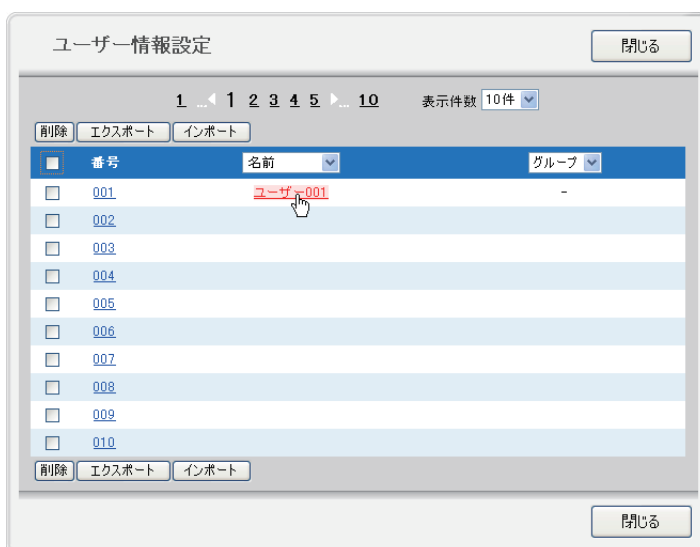 ユーザー情報設定 閉じる
1 ... 1 2 3 4 5 ... 10 表示件数 10件
削除 エクスポート インポート
番号 名前 グループ
001 ユーザー001 -
002
003
004
005
006
007
008
009
010
削除 エクスポート インポート
閉じる